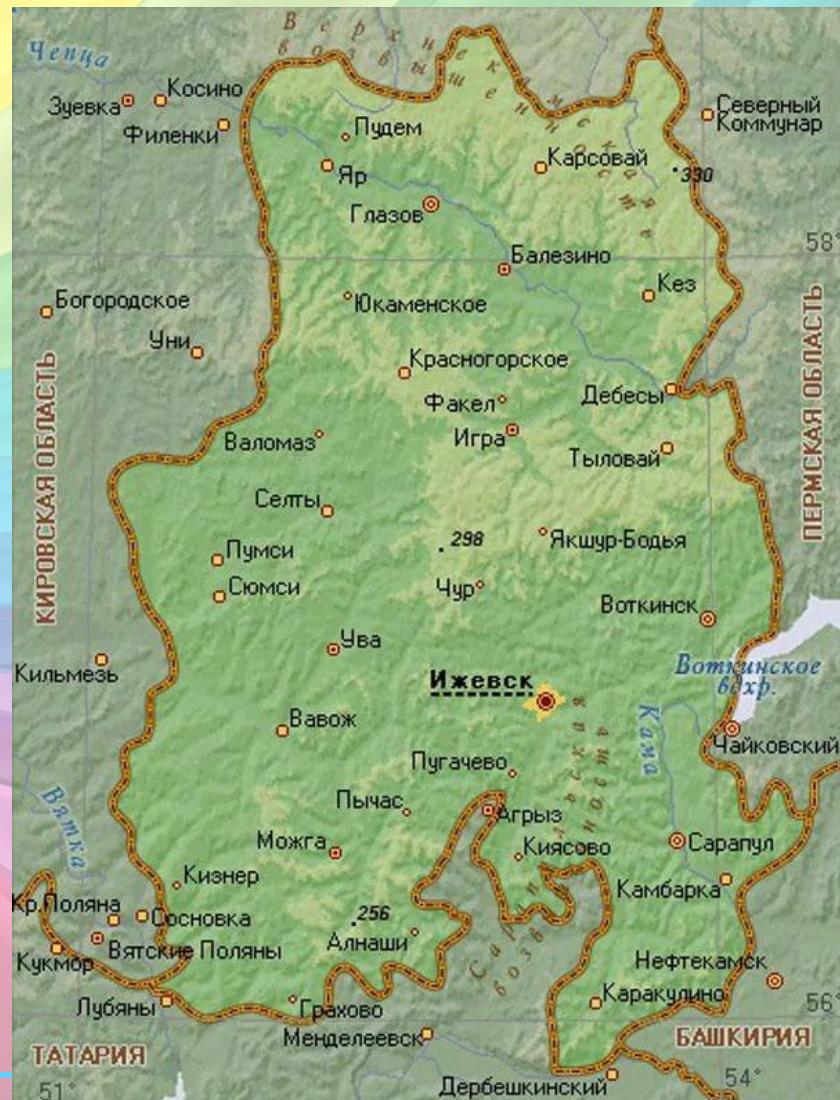 Верхнекамская
возвышенность
Чепца
Косино
Зуевка
Филенки
Пудем
Северный
Коммунар
Карсовай
Яр
330
Глазов
58°
Балезино
Кез
Богородское
Юкаменское
Уни
Красногорское
Дебесы
Факел
Игра
Валомаз
Тыловай
КИРОВСКАЯ ОБЛАСТЬ
ПЕРМСКАЯ ОБЛАСТЬ
Селты
298
Якшур-Бодья
Пумси
Сюмси
Чур
Воткинск
Ува
Кильмезь
Воткинское
вдхр.
Ижевск
Вавож
Кама
Чайковский
Пугачево
Вятка
Пычас
Агрыз
Можга
Киясово
Сарапул
Кизнер
Камбарка
Кр.Поляна
Сосновка
256
Вятские Поляны
Алнаши
Кукмор
Нефтекамск
Лубяны
Грахово
Каракулино
56°
Менделеевск
ТАТАРИЯ
БАШКИРИЯ
51°
Дербешкинский
54°